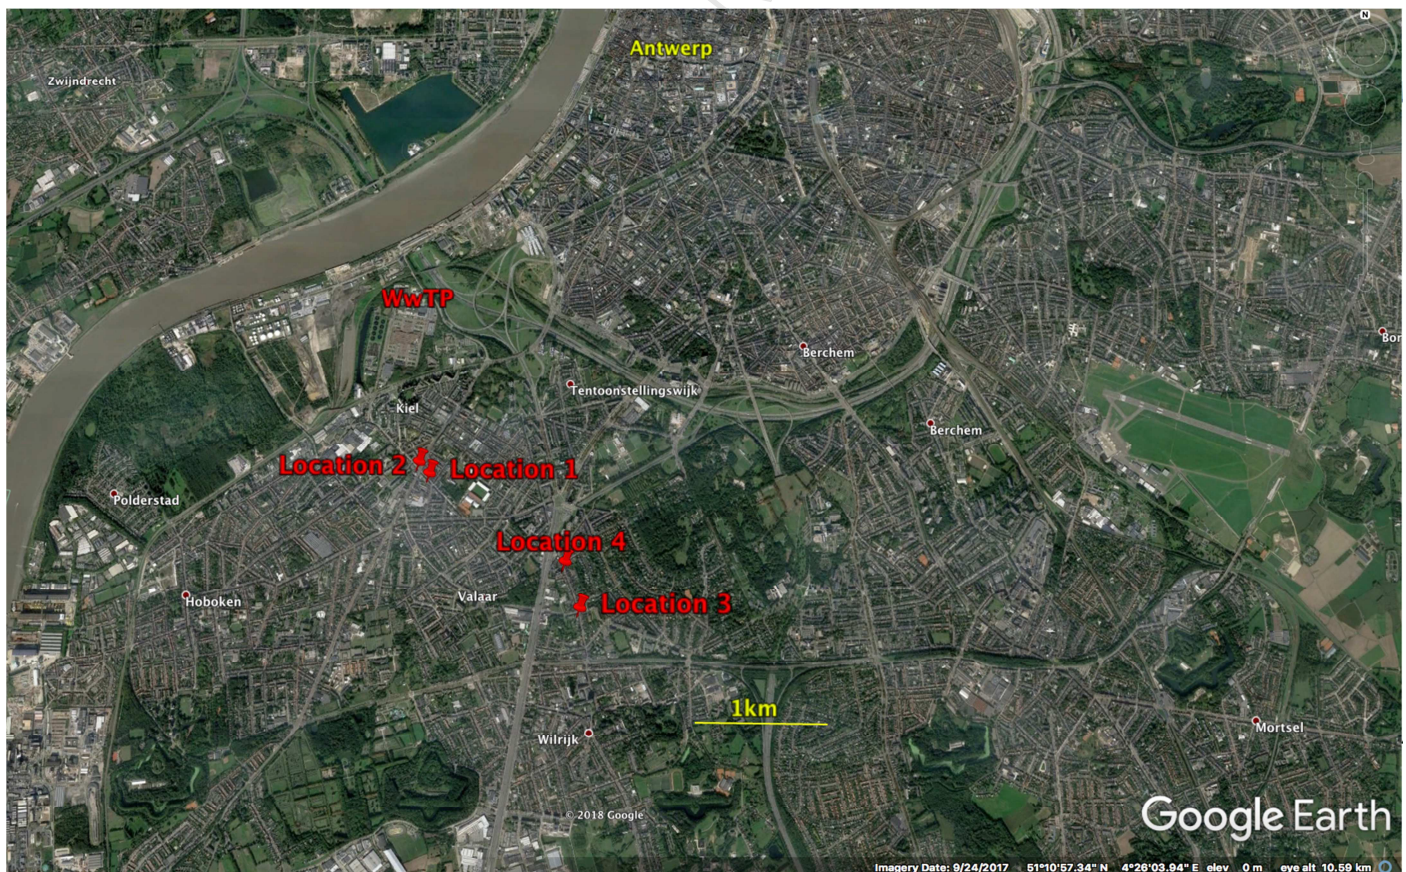 N
Antwerp
Zwijndrecht
WwTP
Bor
Berchem
Tentoonstellingswijk
Kiel
Berchem
Location 2
Location 1
Polderstad
Location 4
Valaar
Hoboken
Location 3
1km
Mortsel
Wilrijk
© 2018 Google
Google Earth
Imagery Date: 9/24/2017 51°10'57.34" N 4°26'03.94" E elev 0 m eye alt 10.59 km